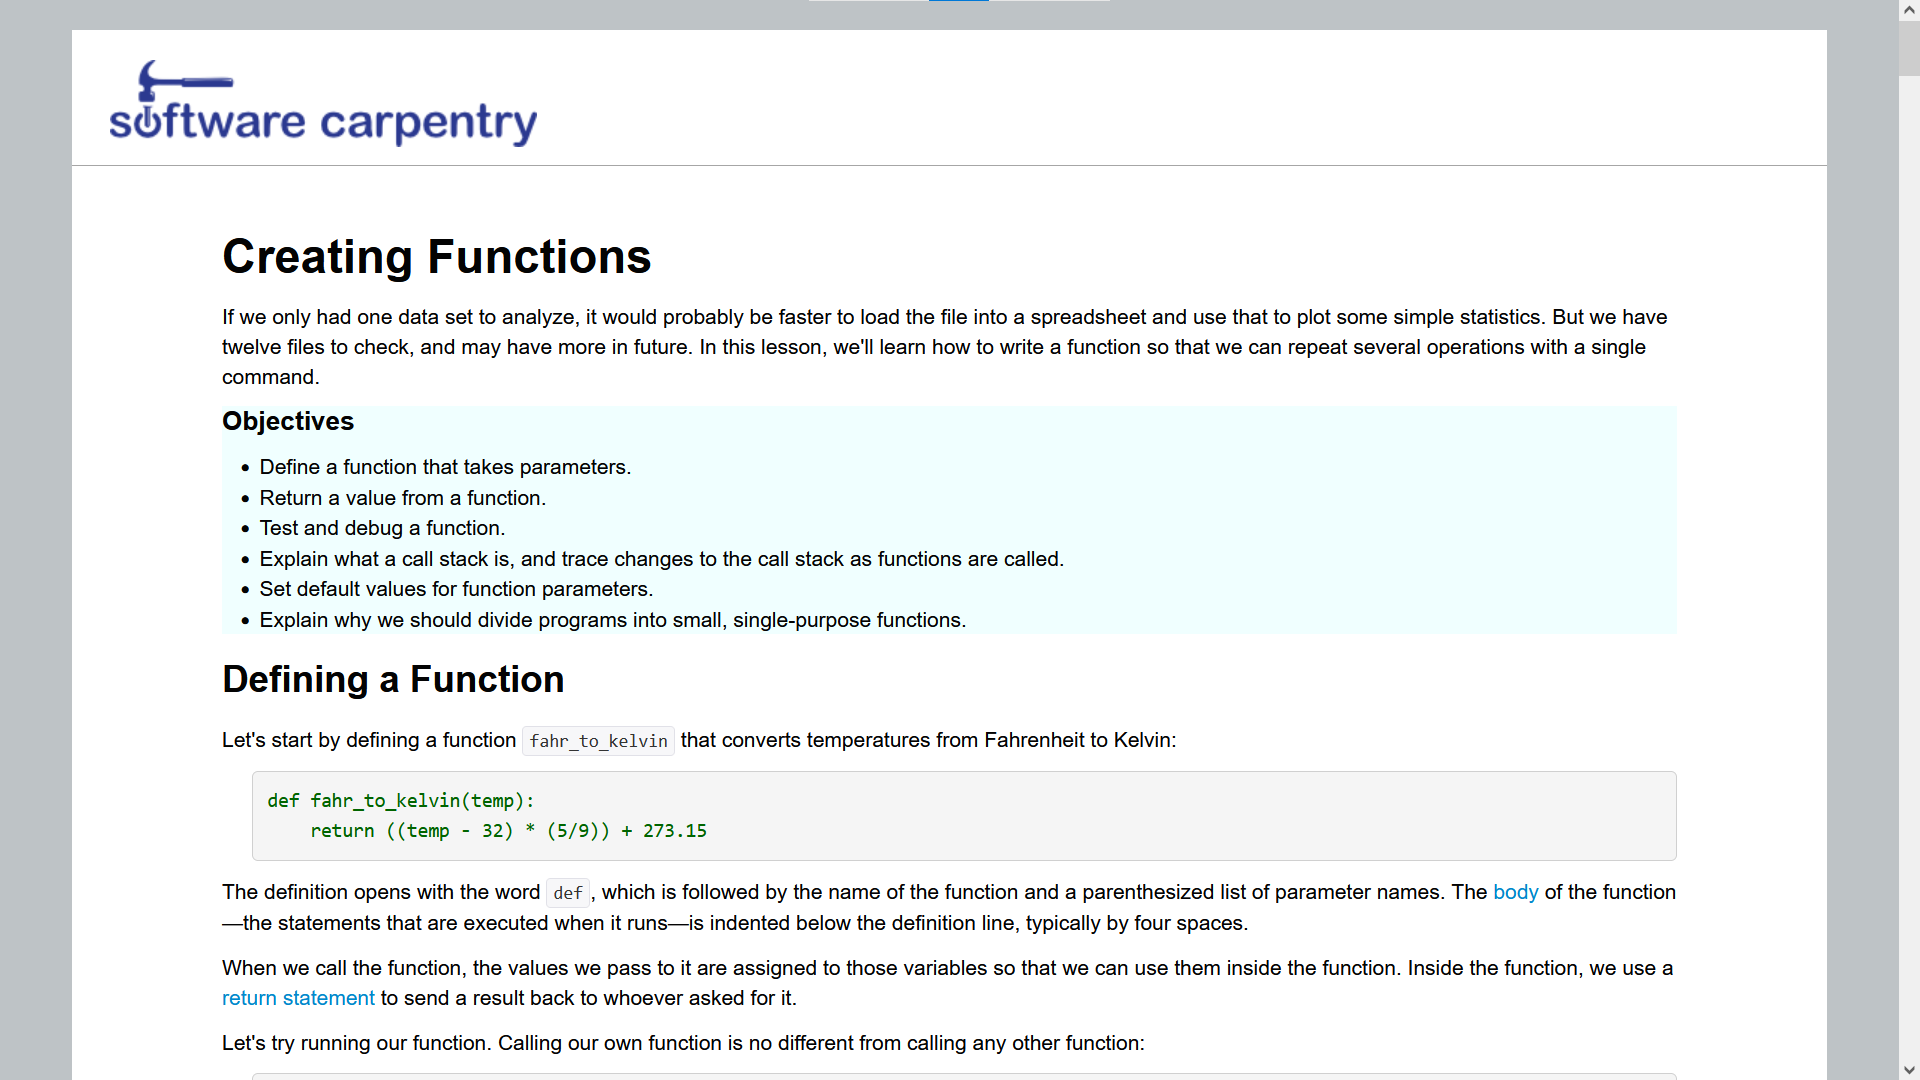 software carpentry
Creating Functions
If we only had one data set to analyze, it would probably be faster to load the file into a spreadsheet and use that to plot some simple statistics. But we have
twelve files to check, and may have more in future. In this lesson, we'll learn how to write a function so that we can repeat several operations with a single
command.
Objectives
• Define a function that takes parameters.
• Return a value from a function.
• Test and debug a function.
• Explain what a call stack is, and trace changes to the call stack as functions are called.
• Set default values for function parameters.
• Explain why we should divide programs into small, single-purpose functions.
Defining a Function
Let's start by defining a function fahr_to_kelvin that converts temperatures from Fahrenheit to Kelvin:
def fahr_to_kelvin(temp):
    return ((temp - 32) * (5/9)) + 273.15
The definition opens with the word def, which is followed by the name of the function and a parenthesized list of parameter names. The body of the function
—the statements that are executed when it runs—is indented below the definition line, typically by four spaces.
When we call the function, the values we pass to it are assigned to those variables so that we can use them inside the function. Inside the function, we use a
return statement to send a result back to whoever asked for it.
Let's try running our function. Calling our own function is no different from calling any other function: